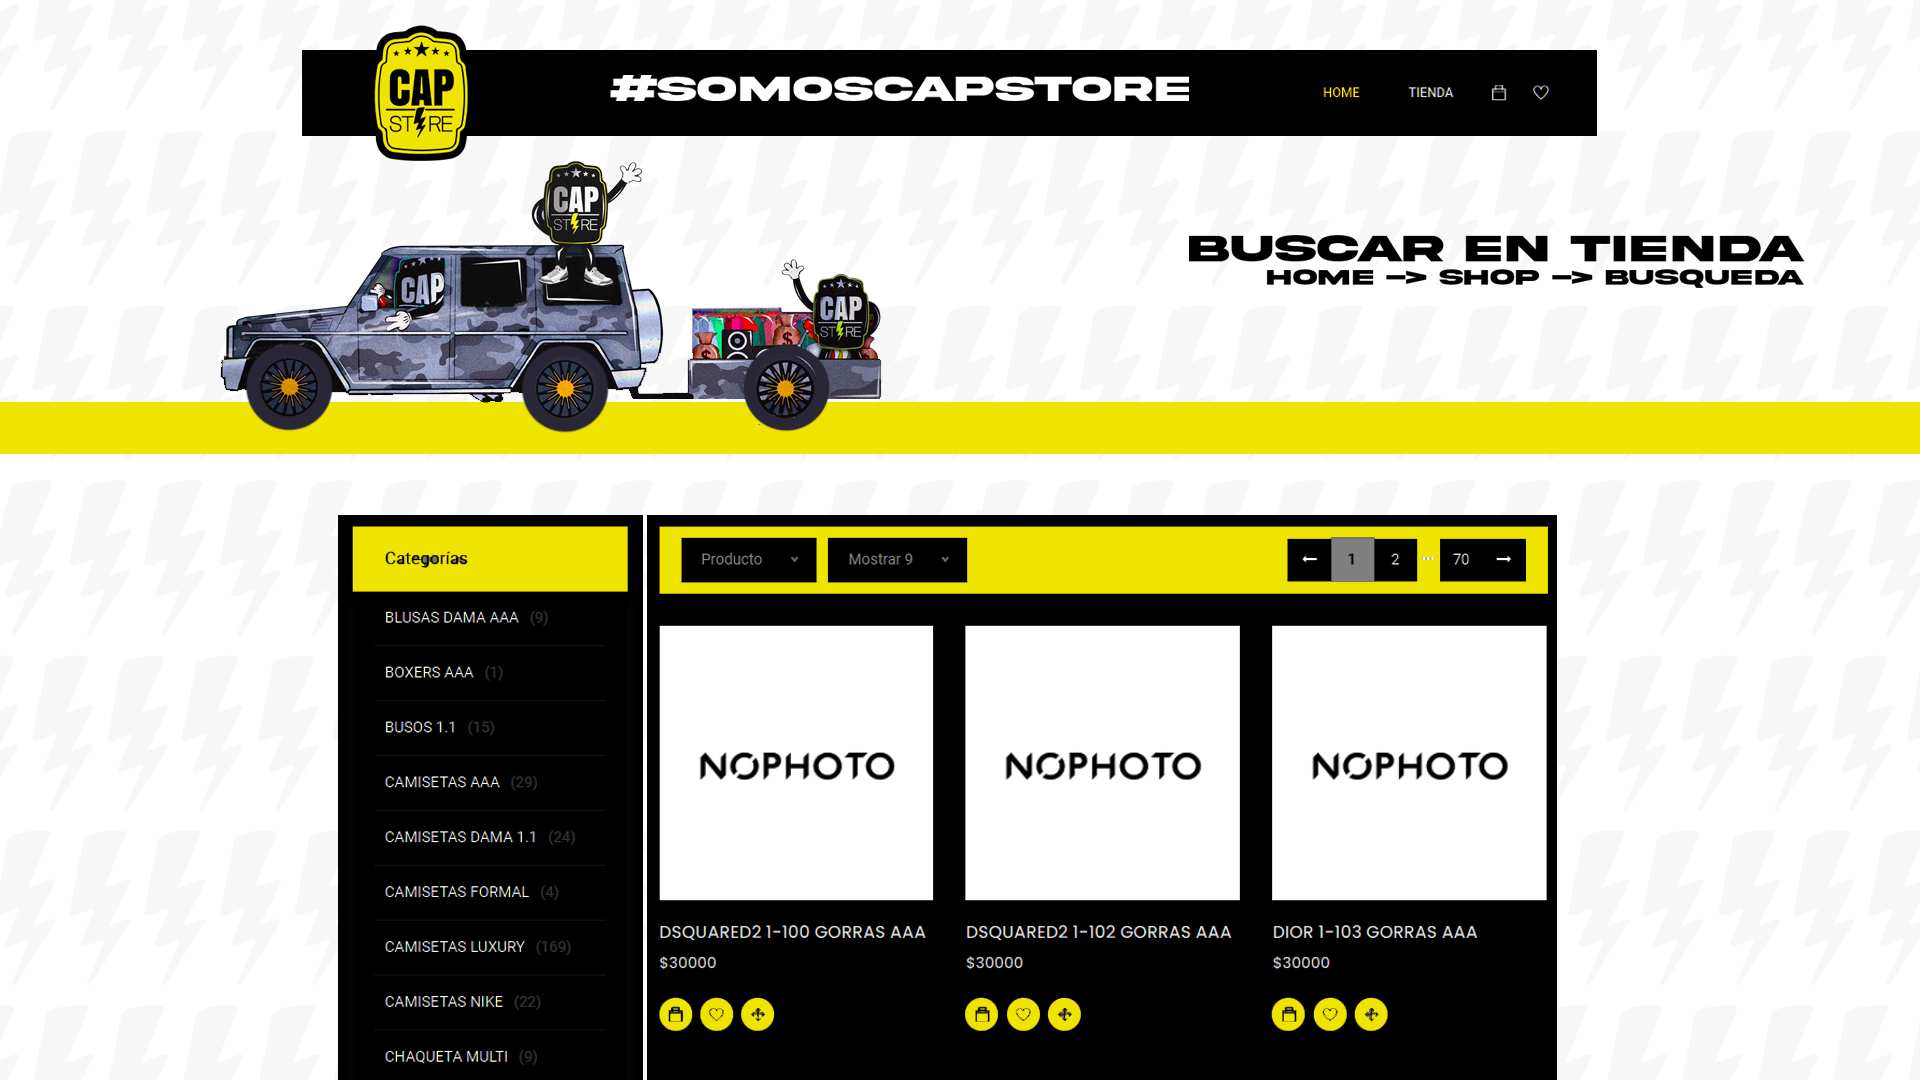 CAP
STORE
#SOMOSCAPSTORE
HOME
TIENDA
CAP
STORE
CAP
CAP
STORE
BUSCAR EN TIENDA
HOME -> SHOP -> BUSQUEDA
Categorías
BLUSAS DAMA AAA (9)
BOXERS AAA (1)
BUSOS 1.1 (15)
CAMISETAS AAA (29)
CAMISETAS DAMA 1.1 (24)
CAMISETAS FORMAL (4)
CAMISETAS LUXURY (169)
CAMISETAS NIKE (22)
CHAQUETA MULTI (9)
Producto
Mostrar 9
← 1 2 ... 70 →
NOPHOTO
NOPHOTO
NOPHOTO
DSQUARED2 1-100 GORRAS AAA
$30000
DSQUARED2 1-102 GORRAS AAA
$30000
DIOR 1-103 GORRAS AAA
$30000